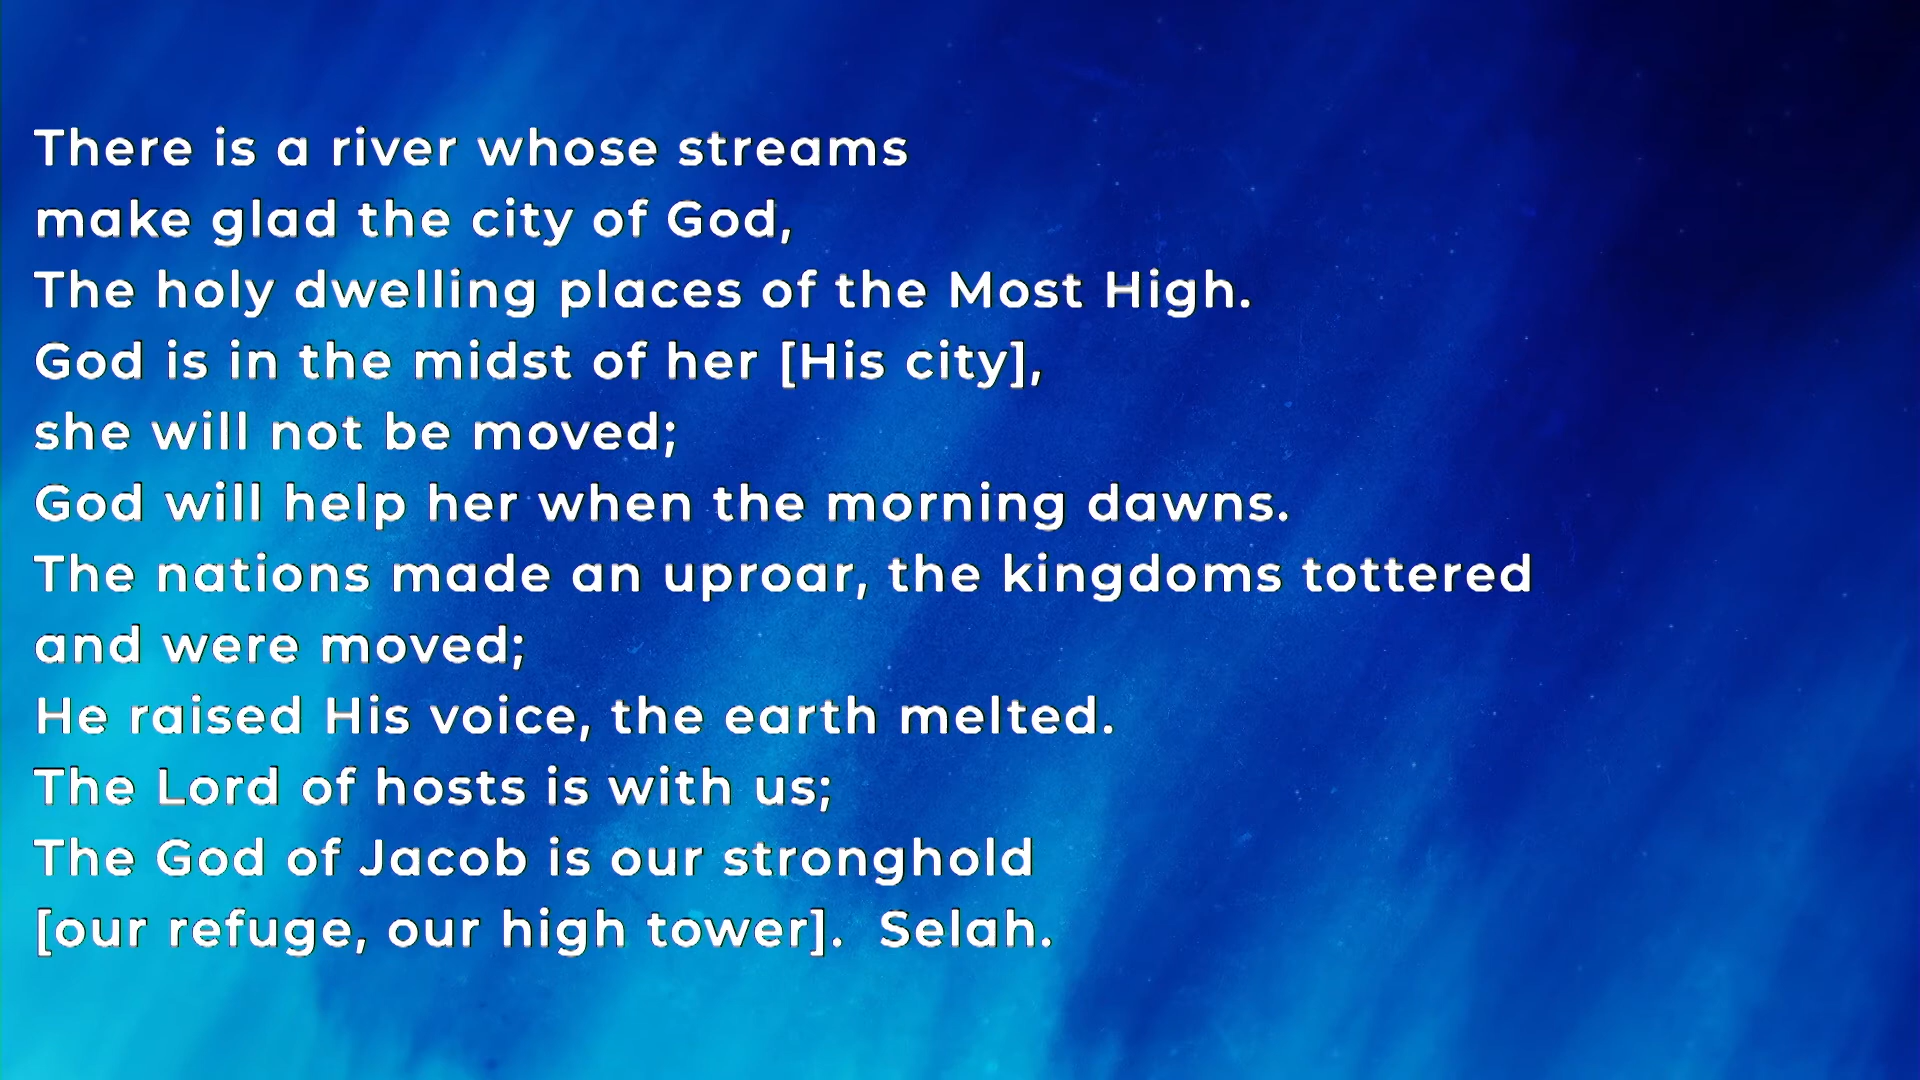 There is a river whose streams
make glad the city of God,
The holy dwelling places of the Most High.
God is in the midst of her [His city],
she will not be moved;
God will help her when the morning dawns.
The nations made an uproar, the kingdoms tottered
and were moved;
He raised His voice, the earth melted.
The Lord of hosts is with us;
The God of Jacob is our stronghold
[our refuge, our high tower].  Selah.